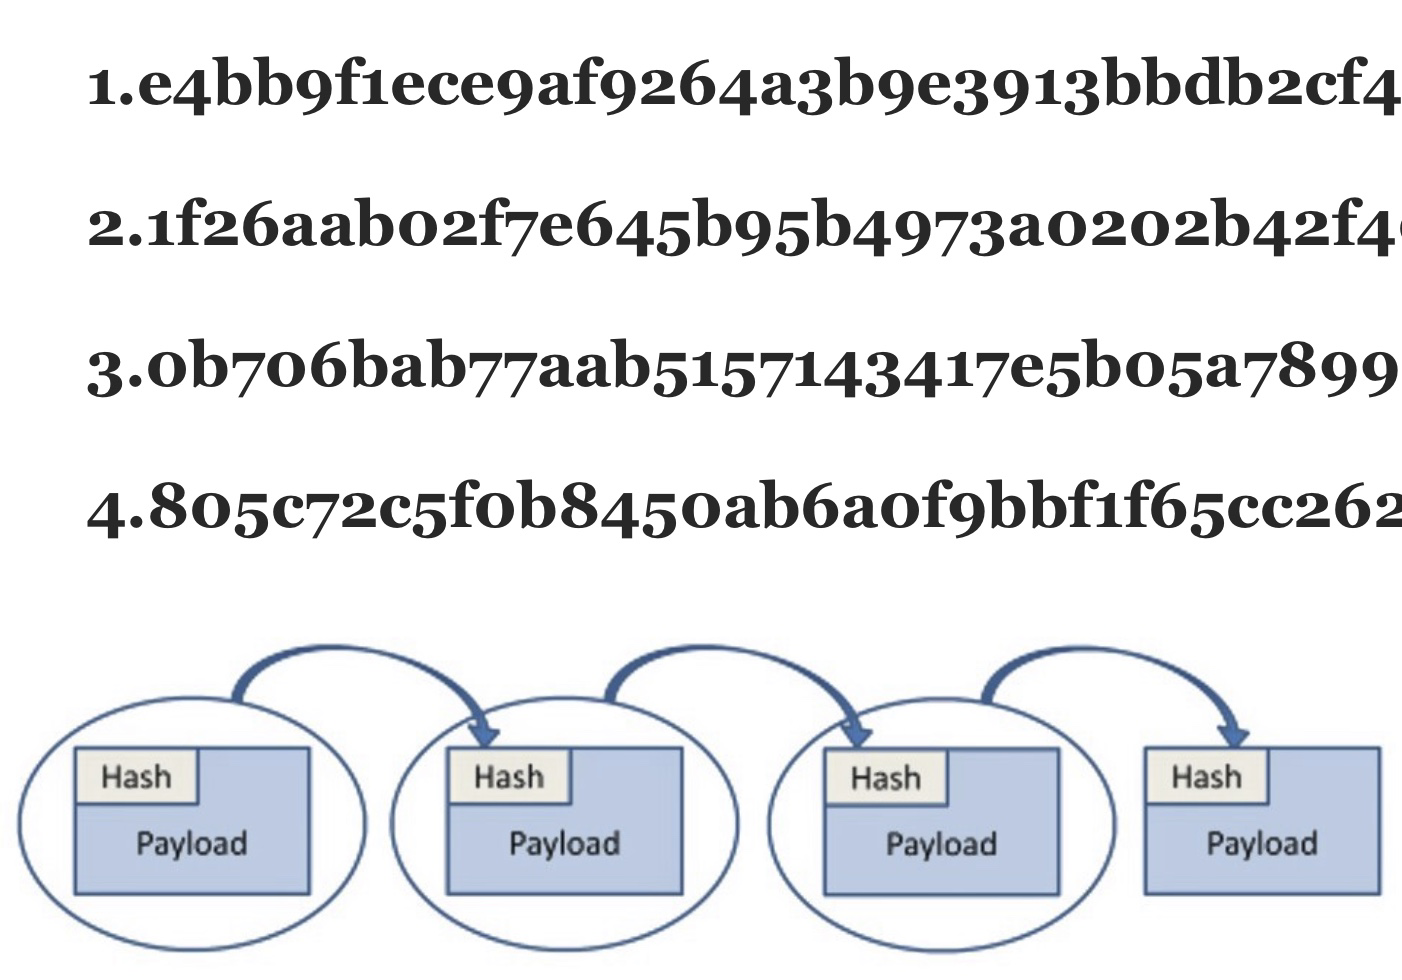 1.e4bb9f1ece9af9264a3b9e3913bbdb2cf4
2.1f26aab02f7e645b95b4973a0202b42f4
3.0b706bab77aab5157143417e5b05a7899
4.805c72c5f0b8450ab6a0f9bbf1f65cc262
Hash Hash Hash Hash
Payload Payload Payload Payload